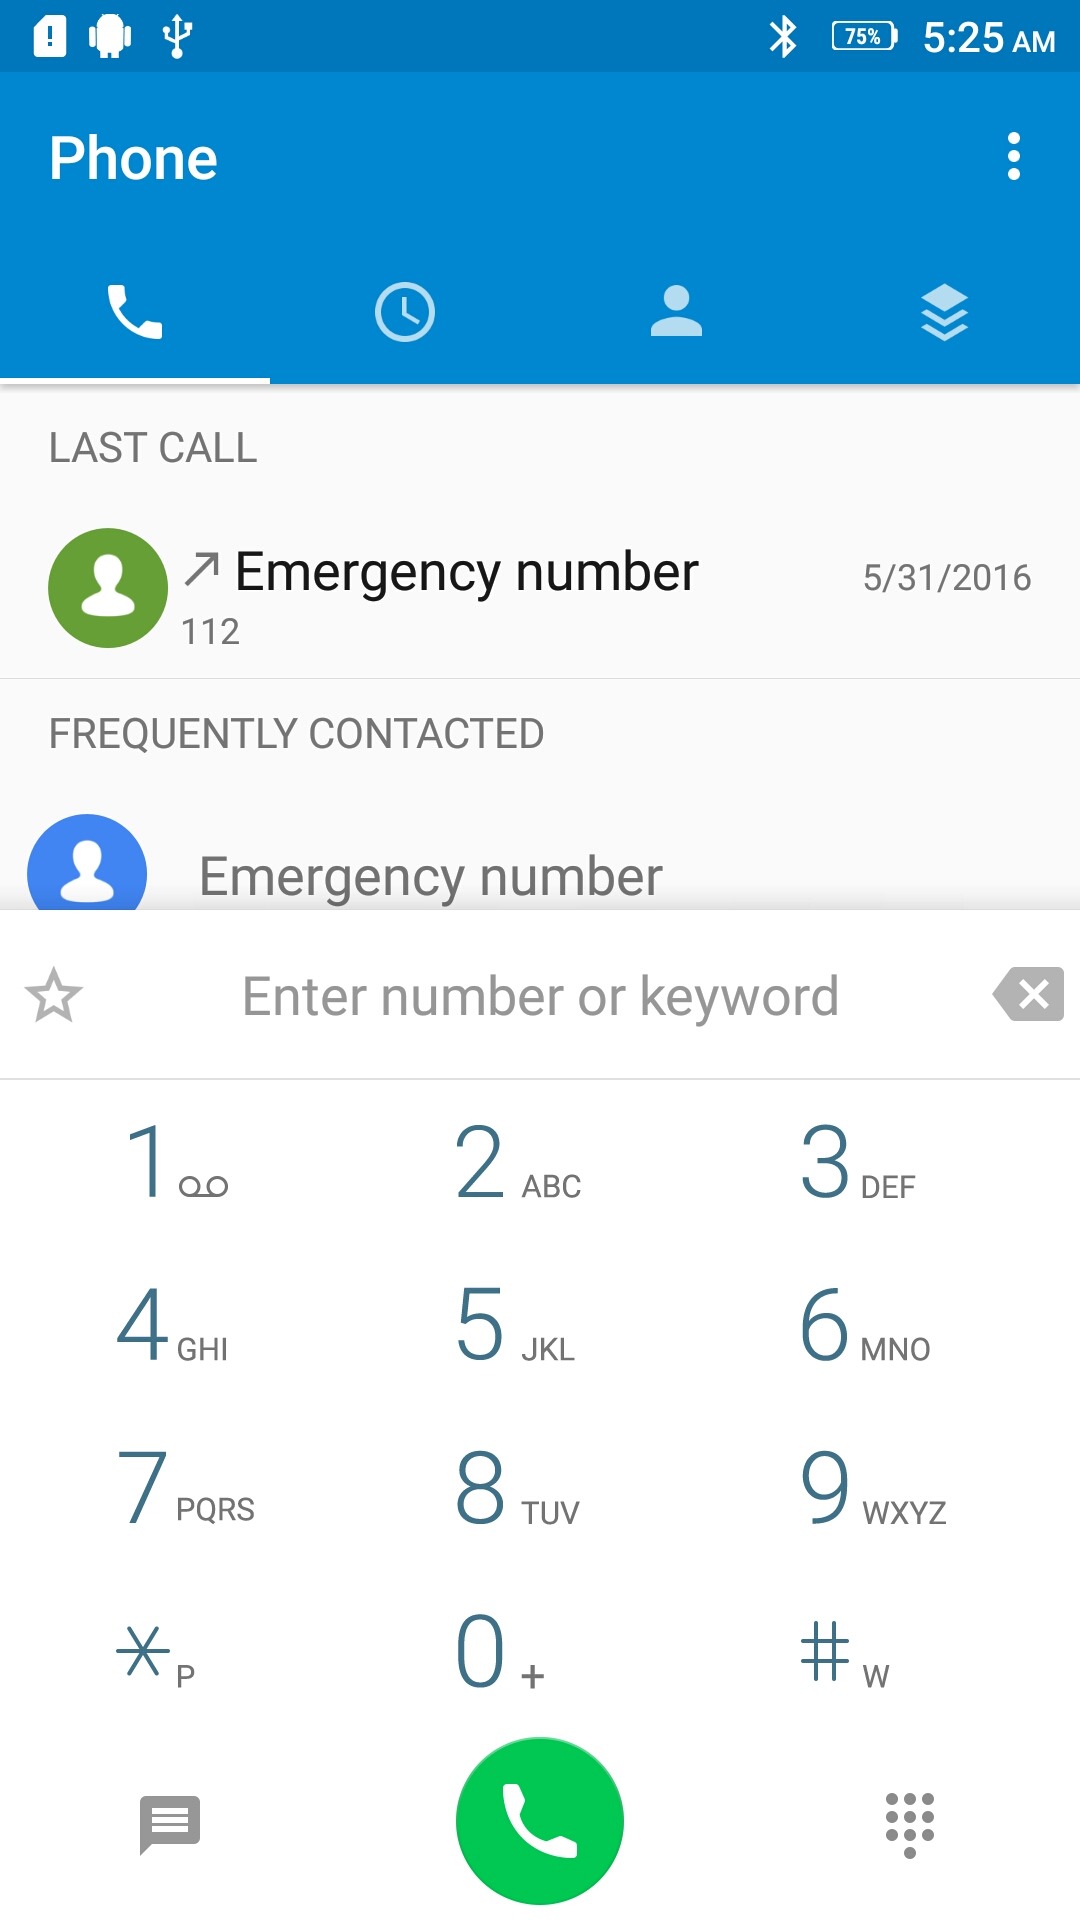 75% 5:25 AM
Phone
LAST CALL
Emergency number 5/31/2016
112
FREQUENTLY CONTACTED
Emergency number
Enter number or keyword
1 2 ABC 3 DEF
4 GHI 5 JKL 6 MNO
7 PQRS 8 TUV 9 WXYZ
* P 0 + # W